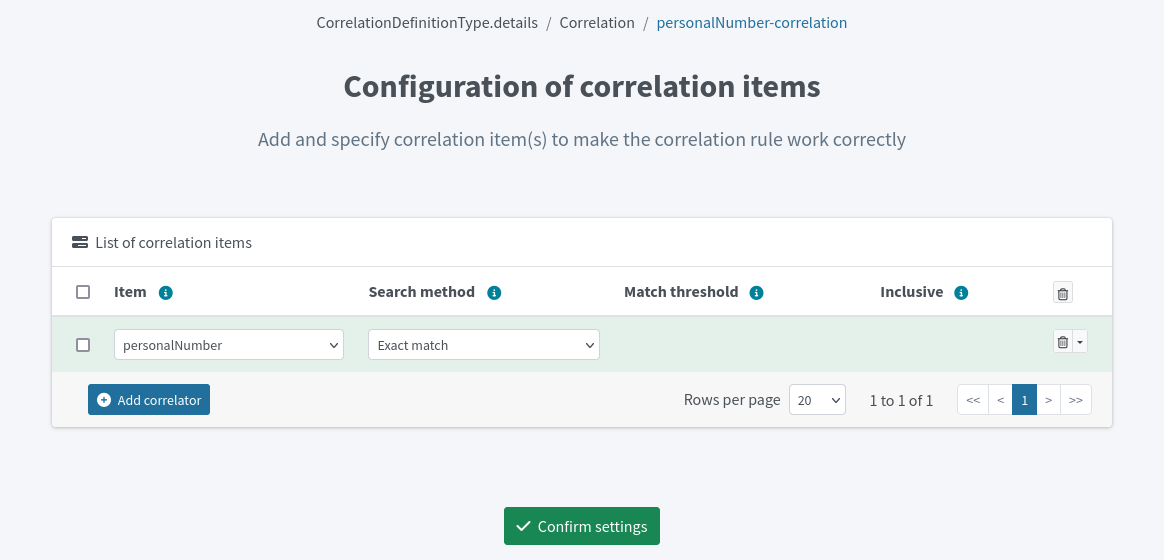 CorrelationDefinitionType.details / Correlation / personalNumber-correlation
Configuration of correlation items
Add and specify correlation item(s) to make the correlation rule work correctly
List of correlation items
Item Search method Match threshold Inclusive
personalNumber Exact match
Add correlator Rows per page 20 1 to 1 of 1 << < 1 > >>
Confirm settings